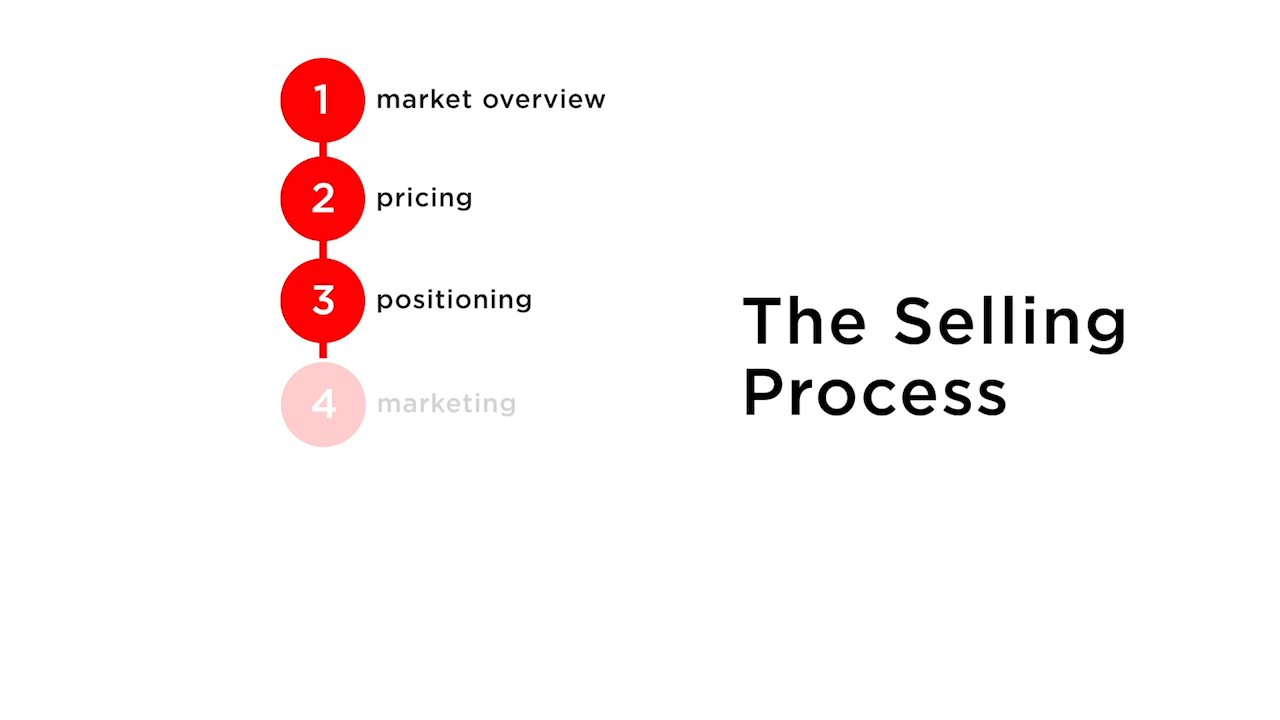 1 market overview
2 pricing
3 positioning
4 marketing
The Selling
Process